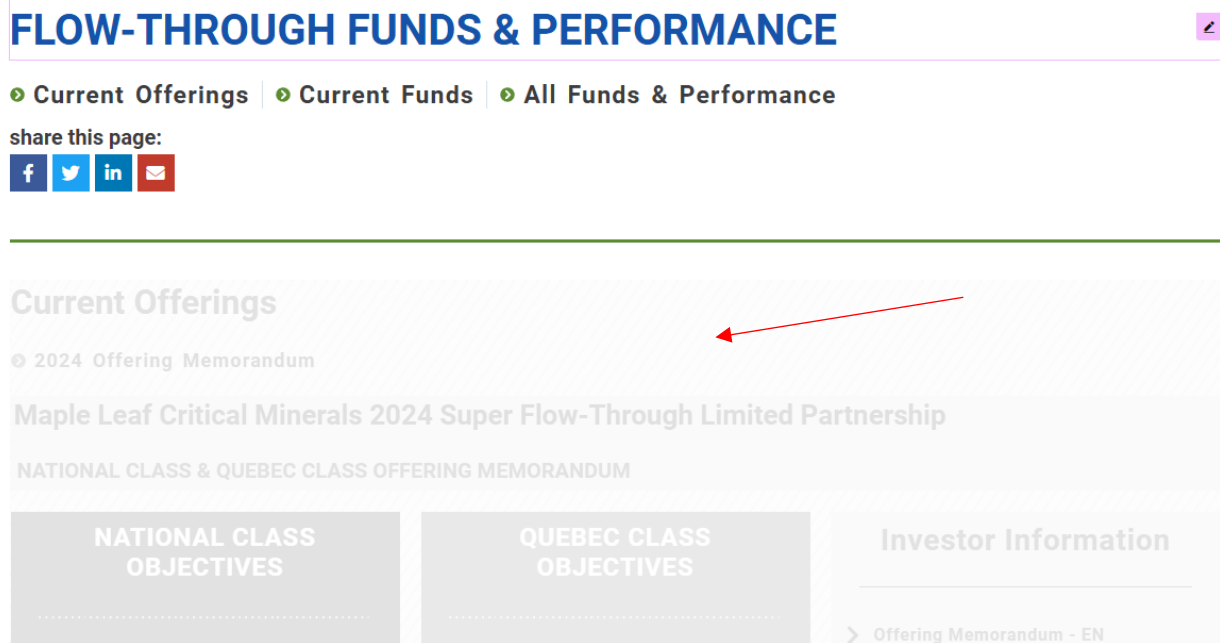 FLOW-THROUGH FUNDS & PERFORMANCE
Current Offerings Current Funds All Funds & Performance
share this page:
f in
Current Offerings
2024 Offering Memorandum
Maple Leaf Critical Minerals 2024 Super Flow-Through Limited Partnership
NATIONAL CLASS & QUEBEC CLASS OFFERING MEMORANDUM
NATIONAL CLASS
OBJECTIVES
QUEBEC CLASS
OBJECTIVES
Investor Information
Offering Memorandum - EN